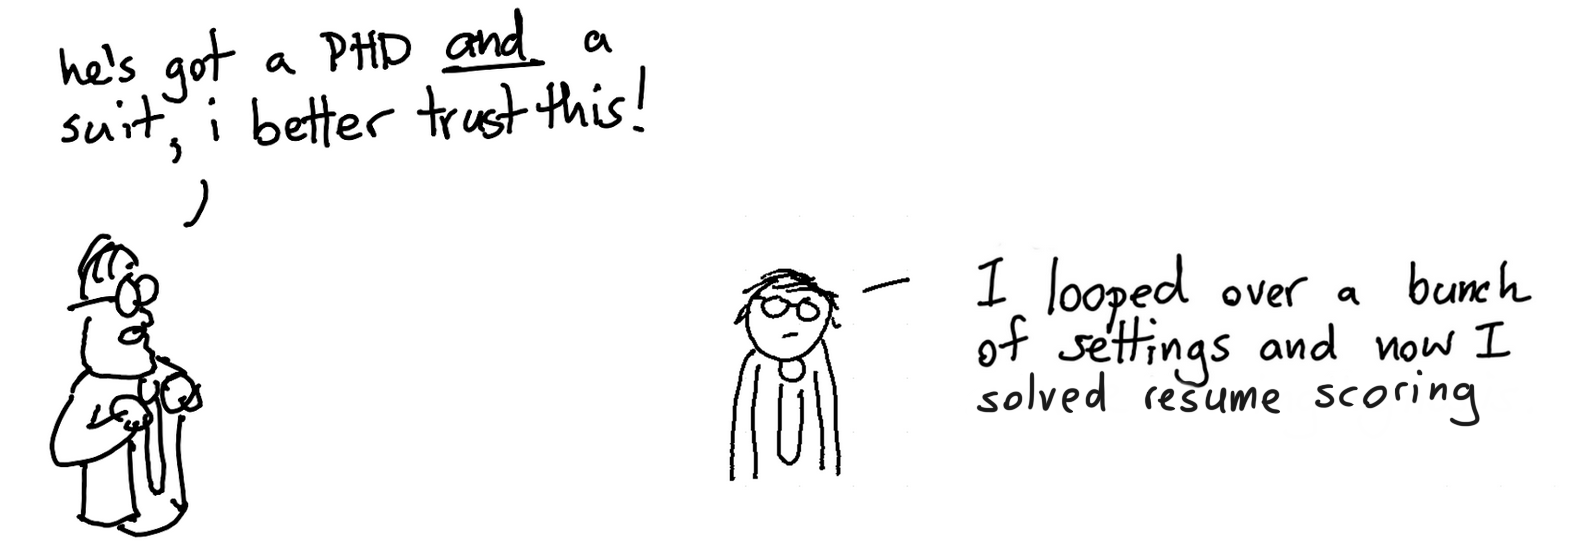 he's got a PHD and a
suit, i better trust this!
I looped over a bunch
of settings and now I
solved resume scoring